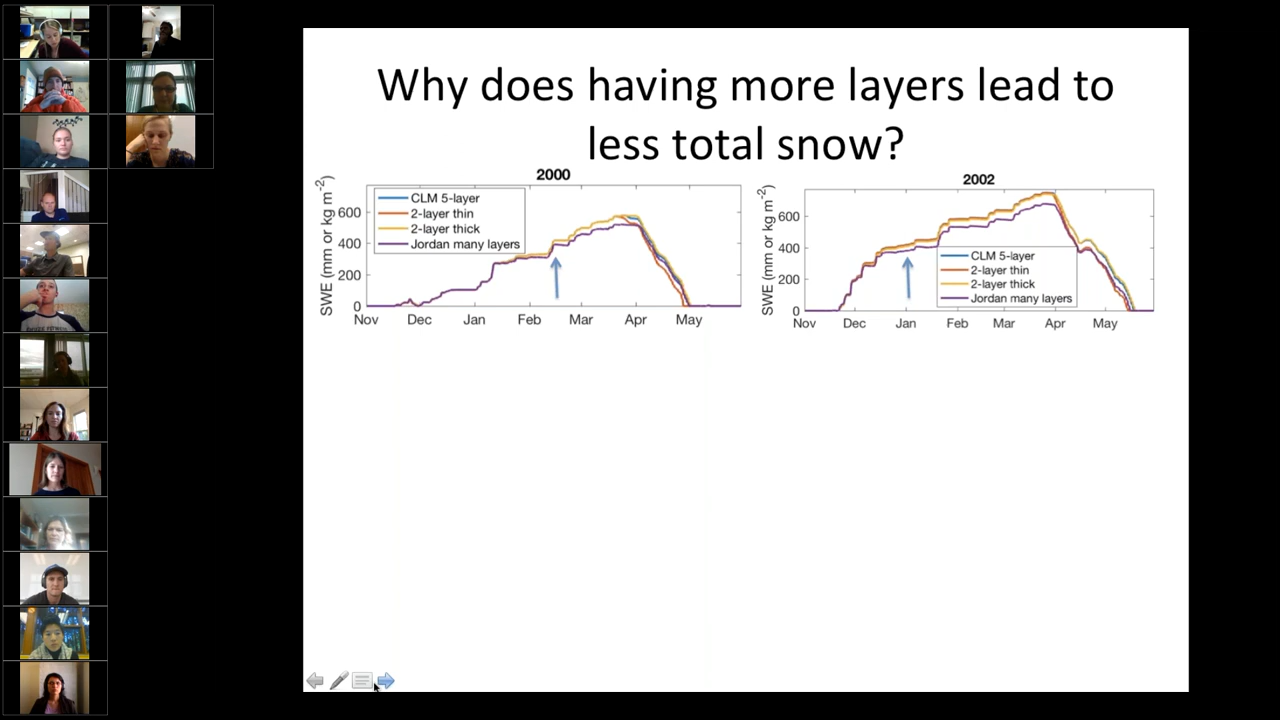 Why does having more layers lead to
less total snow?
2000
SWE (mm or kg m-2)
600
400
200
0
CLM 5-layer
2-layer thin
2-layer thick
Jordan many layers
Nov Dec Jan Feb Mar Apr May
2002
SWE (mm or kg m-2)
600
400
200
0
CLM 5-layer
2-layer thin
2-layer thick
Jordan many layers
Nov Dec Jan Feb Mar Apr May